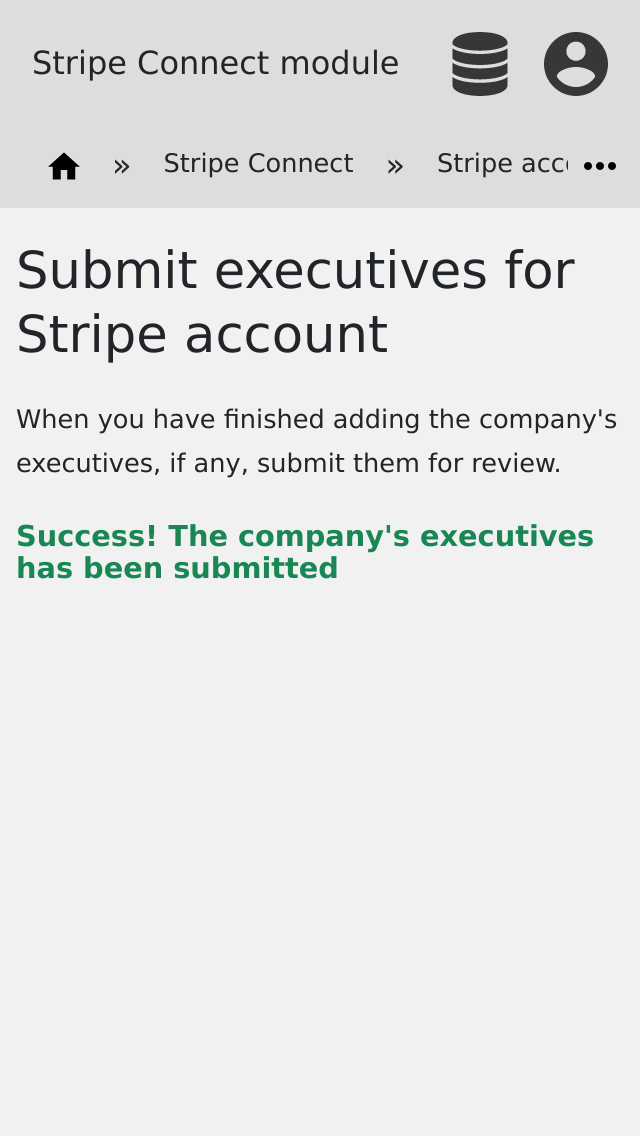 Stripe Connect module
» Stripe Connect » Stripe acc
Submit executives for
Stripe account
When you have finished adding the company's
executives, if any, submit them for review.
Success! The company's executives
has been submitted